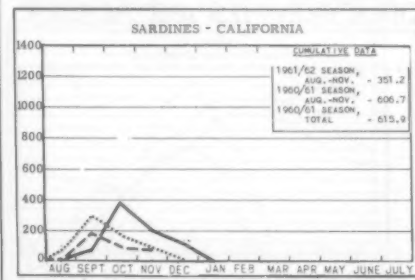 SARDINES - CALIFORNIA
1400
1200
1000
800
600
400
200
0
CUMULATIVE DATA
1961/62 SEASON,
AUG.-NOV. - 351.2
1960/61 SEASON,
AUG.-NOV. - 606.7
1960/61 SEASON,
TOTAL - 615.9
AUG SEPT OCT NOV DEC JAN FEB MAR APR MAY JUNE JULY